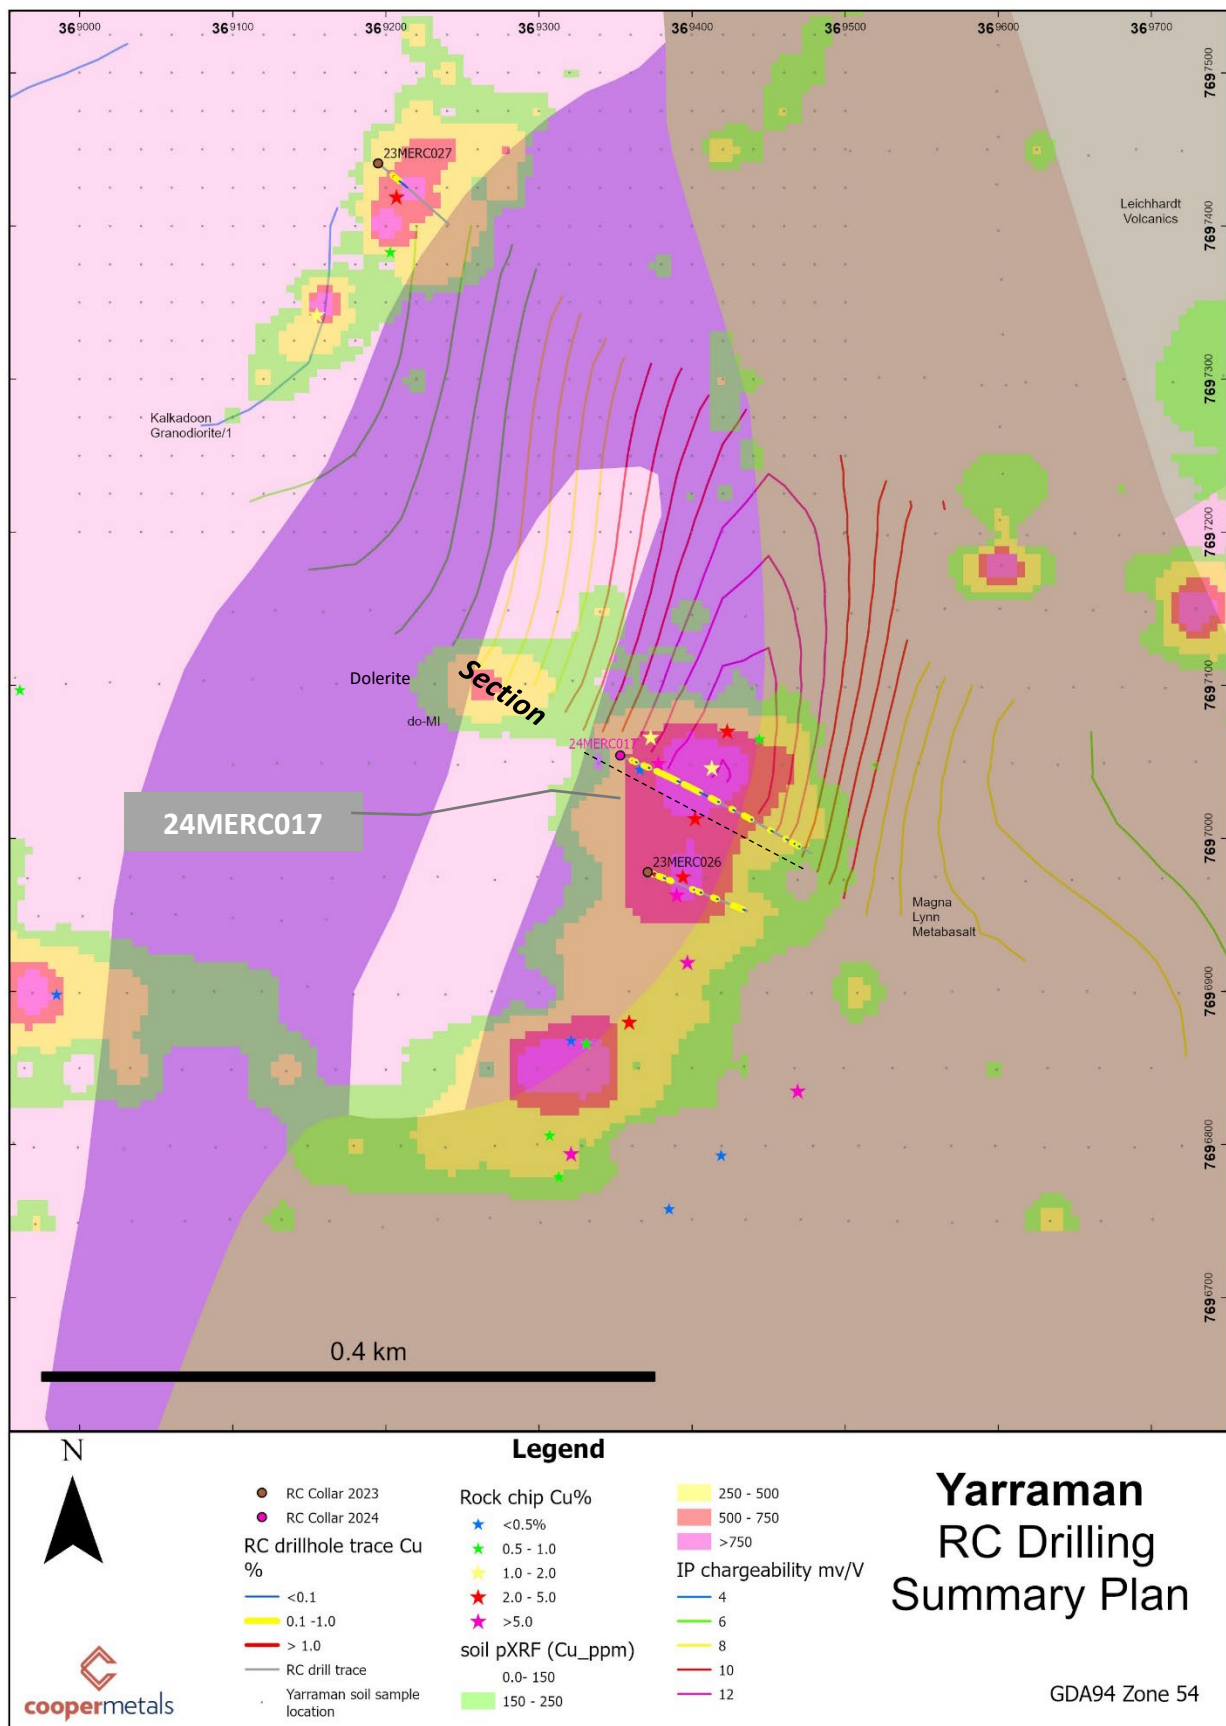 369000 369100 369200 369300 369400 369500 369600 369700
7697500
23MERC027
Leichhardt
Volcanics
7697400
7697300
Kalkadoon
Granodiorite/1
7697200
7697100
Section
Dolerite
do-MI
24MERC017
24MERC017
7697000
23MERC026
Magna
Lynn
Metabasalt
7696900
7696800
7696700
0.4 km
N
Legend
RC Collar 2023
RC Collar 2024
RC drillhole trace Cu
%
<0.1
0.1 -1.0
> 1.0
RC drill trace
Yarraman soil sample
location
Rock chip Cu%
<0.5%
0.5 - 1.0
1.0 - 2.0
2.0 - 5.0
>5.0
soil pXRF (Cu_ppm)
0.0- 150
150 - 250
250 - 500
500 - 750
>750
IP chargeability mv/V
4
6
8
10
12
Yarraman
RC Drilling
Summary Plan
GDA94 Zone 54
coopermetals